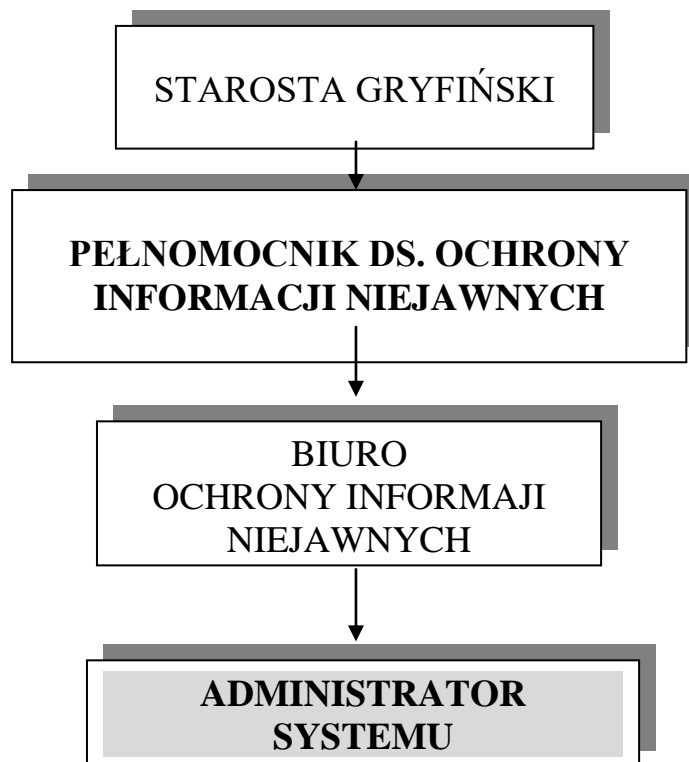 STAROSTA GRYFIŃSKI
PEŁNOMOCNIK DS. OCHRONY
INFORMACJI NIEJAWNYCH
BIURO
OCHRONY INFORMAJI
NIEJAWNYCH
ADMINISTRATOR
SYSTEMU